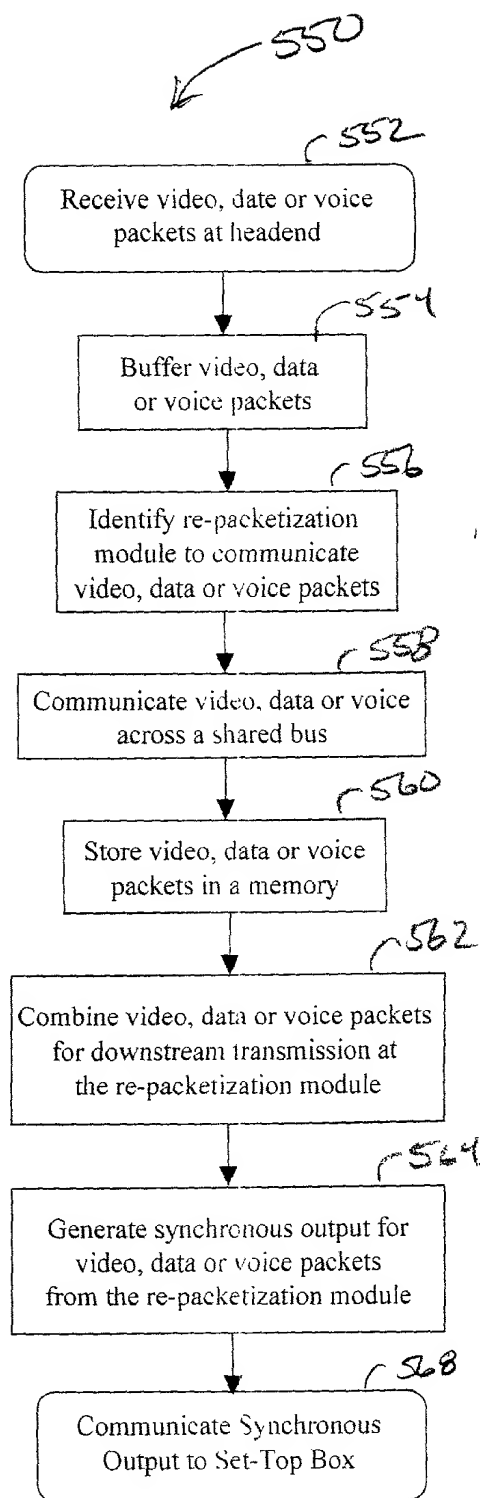 550
552
Receive video, date or voice
packets at headend
554
Buffer video, data
or voice packets
556
Identify re-packetization
module to communicate
video, data or voice packets
558
Communicate video, data or voice
across a shared bus
560
Store video, data or voice
packets in a memory
562
Combine video, data or voice packets
for downstream transmission at
the re-packetization module
564
Generate synchronous output for
video, data or voice packets
from the re-packetization module
568
Communicate Synchronous
Output to Set-Top Box